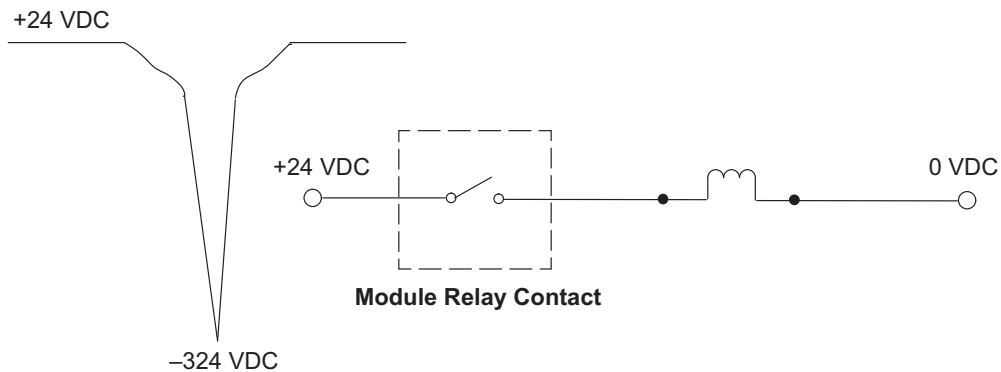 +24 VDC
+24 VDC
0 VDC
Module Relay Contact
–324 VDC